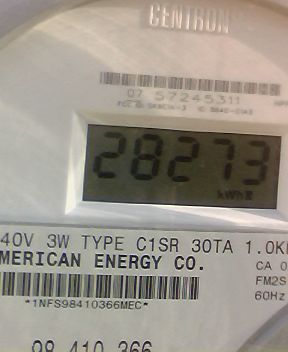 CENTRON
07 57245311
28273
kWh
40V 3W TYPE C1SR 30TA 1.0K
MERICAN ENERGY CO.
CA 0
FM2S
60Hz
*1NFS98410366MEC*
98 410 366